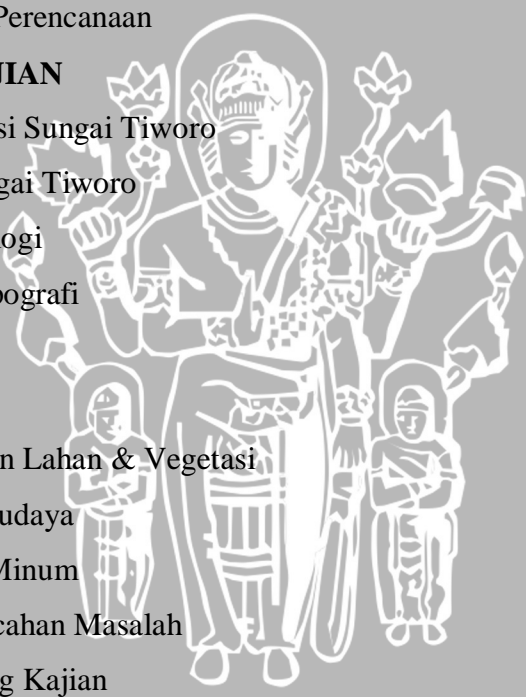 Perencanaan
JIAN
si Sungai Tiworo
gai Tiworo
ogi
pografi
n Lahan & Vegetasi
udaya
Minum
cahan Masalah
g Kajian